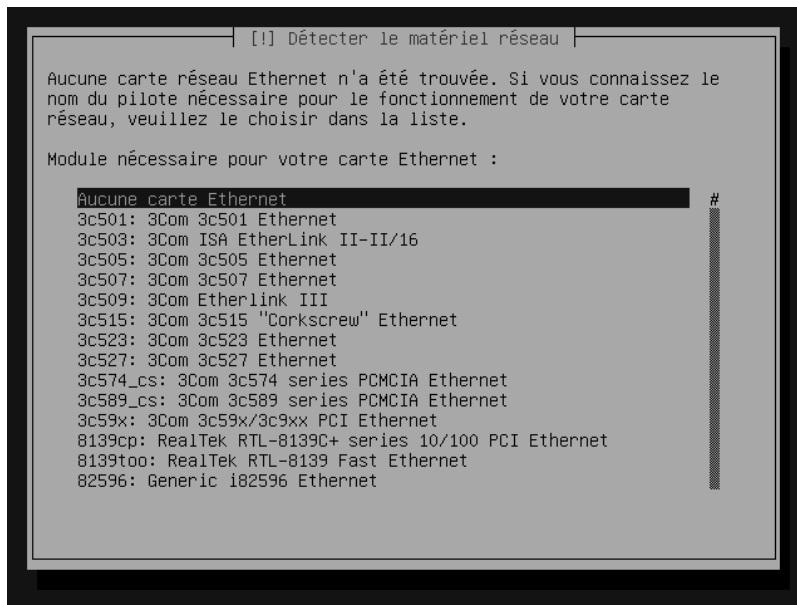 [!] Détecter le matériel réseau
Aucune carte réseau Ethernet n'a été trouvée. Si vous connaissez le
nom du pilote nécessaire pour le fonctionnement de votre carte
réseau, veuillez le choisir dans la liste.
Module nécessaire pour votre carte Ethernet :
Aucune carte Ethernet #
3c501: 3Com 3c501 Ethernet
3c503: 3Com ISA EtherLink II-II/16
3c505: 3Com 3c505 Ethernet
3c507: 3Com 3c507 Ethernet
3c509: 3Com Etherlink III
3c515: 3Com 3c515 "Corkscrew" Ethernet
3c523: 3Com 3c523 Ethernet
3c527: 3Com 3c527 Ethernet
3c574_cs: 3Com 3c574 series PCMCIA Ethernet
3c589_cs: 3Com 3c589 series PCMCIA Ethernet
3c59x: 3Com 3c59x/3c9xx PCI Ethernet
8139cp: RealTek RTL-8139C+ series 10/100 PCI Ethernet
8139too: RealTek RTL-8139 Fast Ethernet
82596: Generic i82596 Ethernet